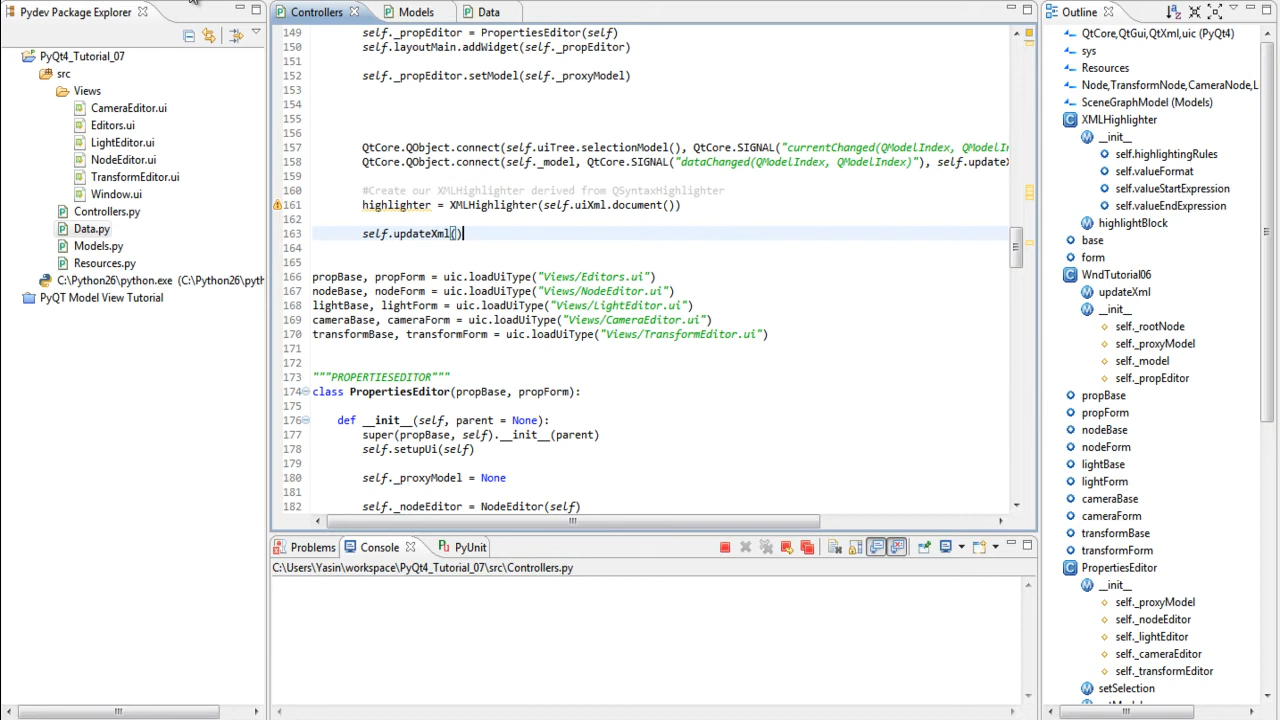 Pydev Package Explorer
PyQt4_Tutorial_07
src
Views
CameraEditor.ui
Editors.ui
LightEditor.ui
NodeEditor.ui
TransformEditor.ui
Window.ui
Controllers.py
Data.py
Models.py
Resources.py
C:\Python26\python.exe (C:\pyth
PyQT Model View Tutorial
Controllers
Models
Data
149 self._propEditor = PropertiesEditor(self)
150 self.layoutMain.addWidget(self._propEditor)
151
152 self._propEditor.setModel(self._proxyModel)
153
154
155
156
157 QtCore.QObject.connect(self.uiTree.selectionModel(), QtCore.SIGNAL("currentChanged(QModelIndex, QModelIn
158 QtCore.QObject.connect(self._model, QtCore.SIGNAL("dataChanged(QModelIndex, QModelIndex)"), self.updateX
159
160 #Create our XMLHighlighter derived from QSyntaxHighlighter
161 highlighter = XMLHighlighter(self.uiXml.document())
162
163 self.updateXml()
164
165
166 propBase, propForm = uic.loadUiType("Views/Editors.ui")
167 nodeBase, nodeForm = uic.loadUiType("Views/NodeEditor.ui")
168 lightBase, lightForm = uic.loadUiType("Views/LightEditor.ui")
169 cameraBase, cameraForm = uic.loadUiType("Views/CameraEditor.ui")
170 transformBase, transformForm = uic.loadUiType("Views/TransformEditor.ui")
171
172
173 """PROPERTIESEDITOR"""
174 class PropertiesEditor(propBase, propForm):
175
176 def __init__(self, parent = None):
177 super(propBase, self).__init__(parent)
178 self.setupUi(self)
179
180 self._proxyModel = None
181
182 self._nodeEditor = NodeEditor(self)
Problems
Console
PyUnit
C:\Users\Yasin\workspace\PyQt4_Tutorial_07\src\Controllers.py
Outline
QtCore,QtGui,QtXml,uic (PyQt4)
sys
Resources
Node,TransformNode,CameraNode,L
SceneGraphModel (Models)
XMLHighlighter
__init__
self.highlightingRules
self.valueFormat
self.valueStartExpression
self.valueEndExpression
highlightBlock
base
form
WndTutorial06
updateXml
__init__
self._rootNode
self._proxyModel
self._model
self._propEditor
propBase
propForm
nodeBase
nodeForm
lightBase
lightForm
cameraBase
cameraForm
transformBase
transformForm
PropertiesEditor
__init__
self._proxyModel
self._nodeEditor
self._lightEditor
self._cameraEditor
self._transformEditor
setSelection